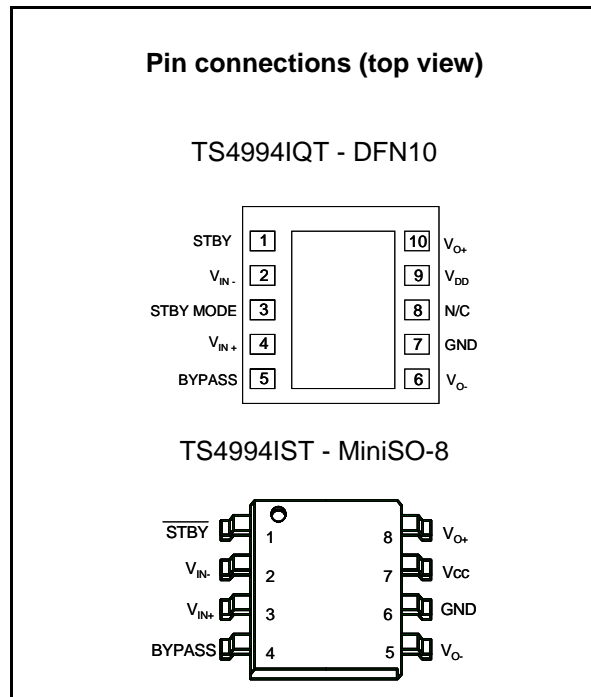 Pin connections (top view)
TS4994IQT - DFN10
STBY 1 10 VO+
VIN - 2 9 VDD
STBY MODE 3 8 N/C
VIN + 4 7 GND
BYPASS 5 6 VO-
TS4994IST - MiniSO-8
STBY 1 8 VO+
VIN- 2 7 Vcc
VIN+ 3 6 GND
BYPASS 4 5 VO-